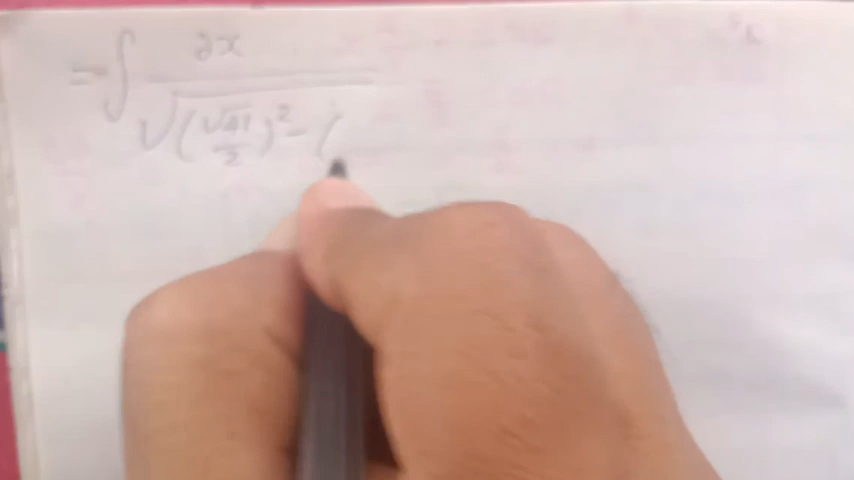 = ∫ ∂x / √((√41/2)² - (